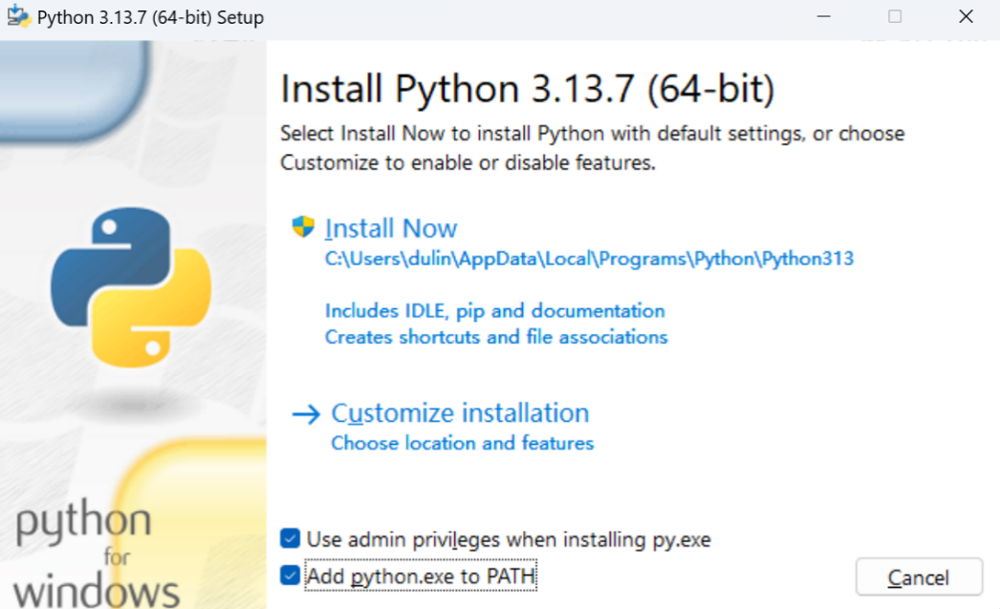 Python 3.13.7 (64-bit) Setup
Install Python 3.13.7 (64-bit)
Select Install Now to install Python with default settings, or choose
Customize to enable or disable features.
Install Now
C:\Users\dulin\AppData\Local\Programs\Python\Python313
Includes IDLE, pip and documentation
Creates shortcuts and file associations
Customize installation
Choose location and features
python
for
windows
Use admin privileges when installing py.exe
Add python.exe to PATH
Cancel